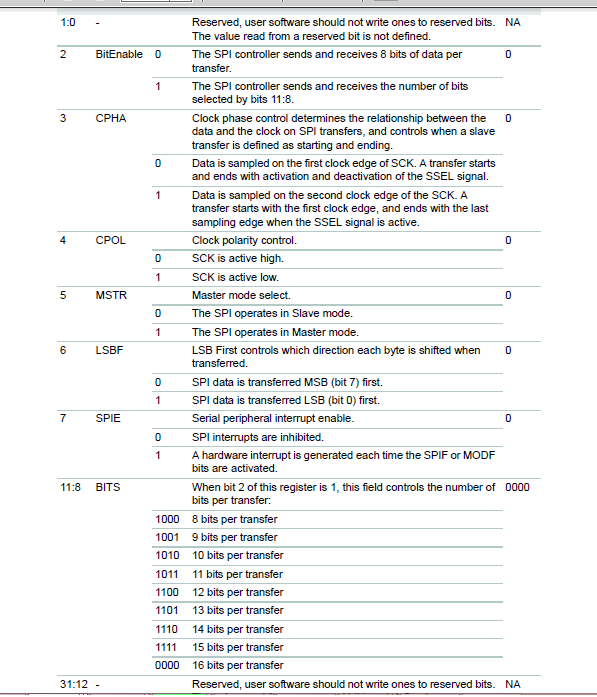 1:0 - Reserved, user software should not write ones to reserved bits. NA
The value read from a reserved bit is not defined.
2 BitEnable 0 The SPI controller sends and receives 8 bits of data per 0
transfer.
1 The SPI controller sends and receives the number of bits
selected by bits 11:8.
3 CPHA Clock phase control determines the relationship between the 0
data and the clock on SPI transfers, and controls when a slave
transfer is defined as starting and ending.
0 Data is sampled on the first clock edge of SCK. A transfer starts
and ends with activation and deactivation of the SSEL signal.
1 Data is sampled on the second clock edge of the SCK. A
transfer starts with the first clock edge, and ends with the last
sampling edge when the SSEL signal is active.
4 CPOL Clock polarity control. 0
0 SCK is active high.
1 SCK is active low.
5 MSTR Master mode select. 0
0 The SPI operates in Slave mode.
1 The SPI operates in Master mode.
6 LSBF LSB First controls which direction each byte is shifted when 0
transferred.
0 SPI data is transferred MSB (bit 7) first.
1 SPI data is transferred LSB (bit 0) first.
7 SPIE Serial peripheral interrupt enable. 0
0 SPI interrupts are inhibited.
1 A hardware interrupt is generated each time the SPIF or MODF
bits are activated.
11:8 BITS When bit 2 of this register is 1, this field controls the number of 0000
bits per transfer:
1000 8 bits per transfer
1001 9 bits per transfer
1010 10 bits per transfer
1011 11 bits per transfer
1100 12 bits per transfer
1101 13 bits per transfer
1110 14 bits per transfer
1111 15 bits per transfer
0000 16 bits per transfer
31:12 - Reserved, user software should not write ones to reserved bits. NA